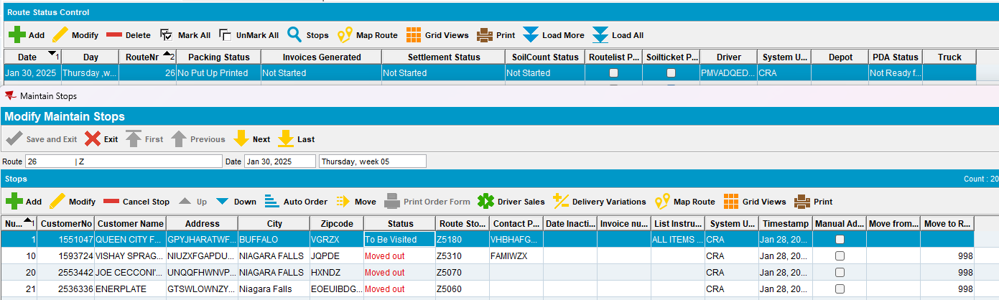 Route Status Control
Add Modify Delete Mark All UnMark All Stops Map Route Grid Views Print Load More Load All
Date 1 Day RouteNr 2 Packing Status Invoices Generated Settlement Status SoilCount Status Routelist P... Soilticket P... Driver System U... Depot PDA Status Truck
Jan 30, 2025 Thursday ,w... 26 No Put Up Printed Not Started Not Started Not Started PMVADQED... CRA Not Ready f...
Maintain Stops
Modify Maintain Stops
Save and Exit Exit First Previous Next Last
Route 26 | Z Date Jan 30, 2025 Thursday, week 05
Stops Count : 20
Add Modify Cancel Stop Up Down Auto Order Move Print Order Form Driver Sales Delivery Variations Map Route Grid Views Print
Nu... 1 CustomerNo Customer Name Address City Zipcode Status Route Sto... Contact P... Date Inacti... Invoice nu... List Instru... System U... Timestamp Manual Ad... Move from... Move to R...
1 1551047 QUEEN CITY F... GPYJHARATWF... BUFFALO VGRZX To Be Visited Z5180 VHBHAFG... ALL ITEMS ... CRA Jan 28, 20...
10 1593724 VISHAY SPRAG... NIUZXFGAPDU... NIAGARA FALLS JQPDE Moved out Z5310 FAMIWZX CRA Jan 28, 20... 998
20 2553442 JOE CECCONI'... UNQQFHWNVP... NIAGARA FALLS HXNDZ Moved out Z5070 CRA Jan 28, 20... 998
21 2536336 ENERPLATE GTSWLOWNZY... Niagara Falls EOEUIBDG... Moved out Z5060 CRA Jan 28, 20... 998